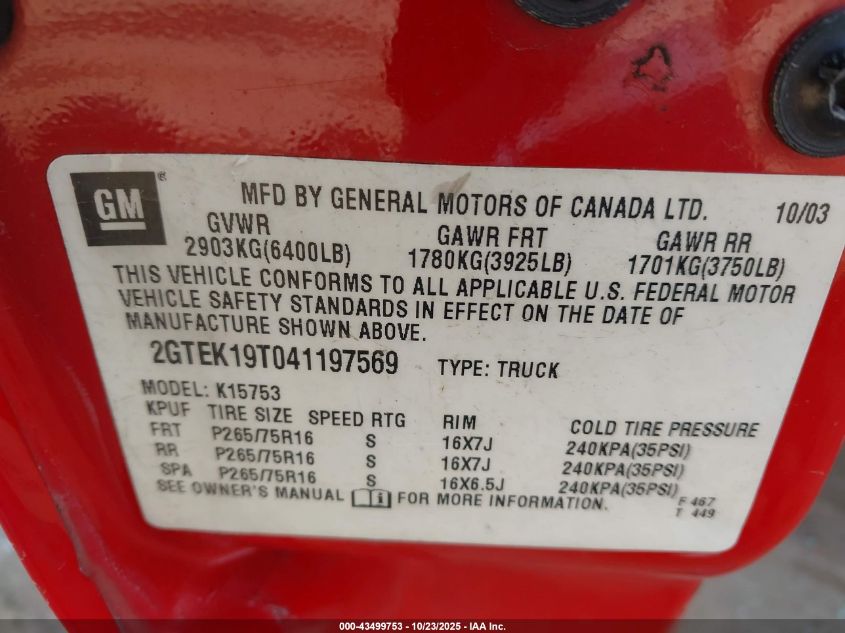 GM ®
MFD BY GENERAL MOTORS OF CANADA LTD. 10/03
GVWR GAWR FRT GAWR RR
2903KG(6400LB) 1780KG(3925LB) 1701KG(3750LB)
THIS VEHICLE CONFORMS TO ALL APPLICABLE U.S. FEDERAL MOTOR
VEHICLE SAFETY STANDARDS IN EFFECT ON THE DATE OF
MANUFACTURE SHOWN ABOVE.
2GTEK19T041197569 TYPE: TRUCK
MODEL: K15753
KPUF TIRE SIZE SPEED RTG RIM COLD TIRE PRESSURE
FRT P265/75R16 S 16X7J 240KPA(35PSI)
RR P265/75R16 S 16X7J 240KPA(35PSI)
SPA P265/75R16 S 16X6.5J 240KPA(35PSI)
SEE OWNER'S MANUAL FOR MORE INFORMATION.
F 467
T 449
000-43499753 | 10/23/2025 | IAA Inc.